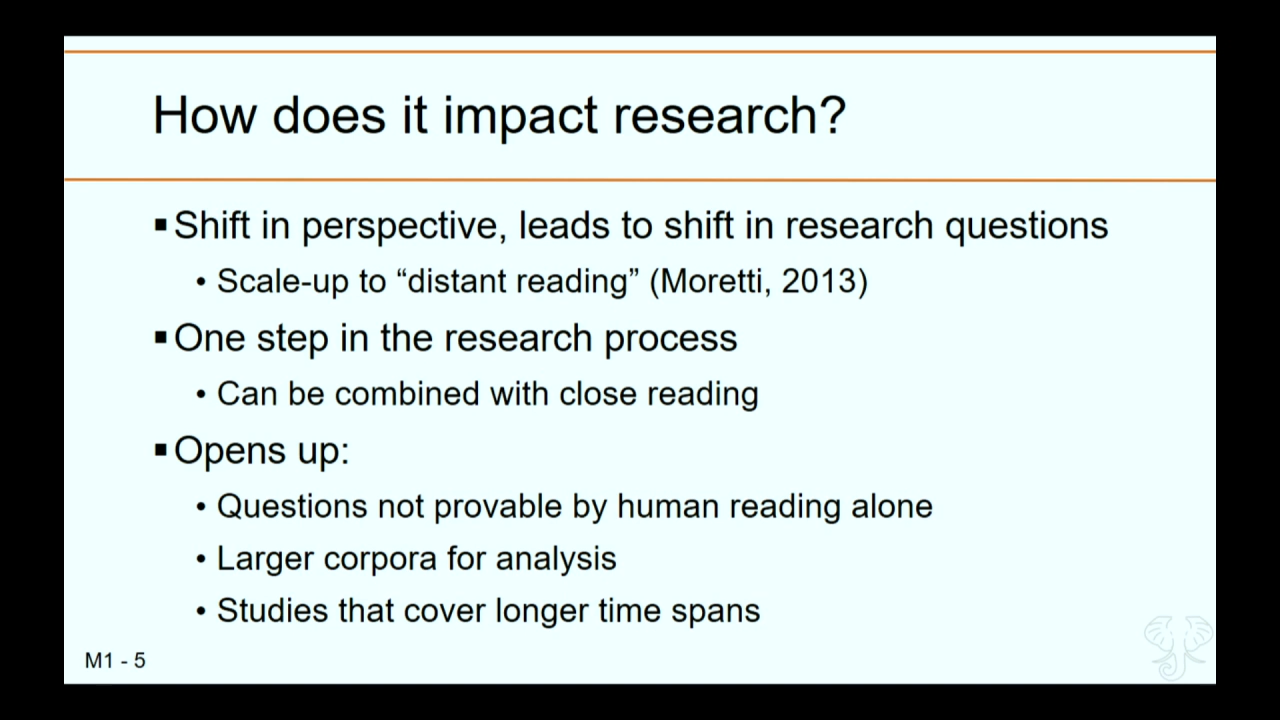 How does it impact research?
▪ Shift in perspective, leads to shift in research questions
• Scale-up to “distant reading” (Moretti, 2013)
▪ One step in the research process
• Can be combined with close reading
▪ Opens up:
• Questions not provable by human reading alone
• Larger corpora for analysis
• Studies that cover longer time spans
M1 - 5